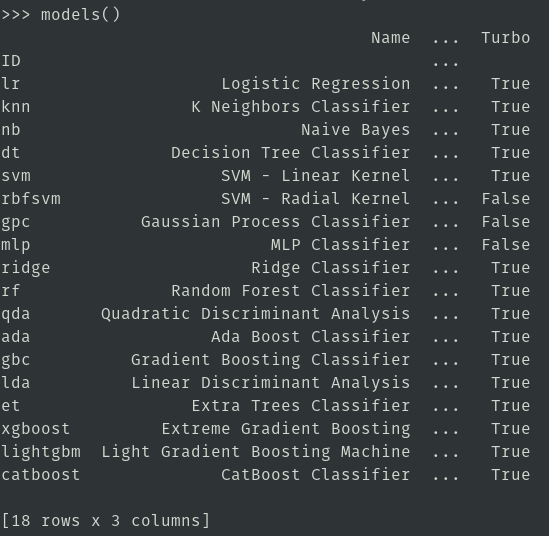 >>> models()
Name ... Turbo
ID ...
lr Logistic Regression ... True
knn K Neighbors Classifier ... True
nb Naive Bayes ... True
dt Decision Tree Classifier ... True
svm SVM - Linear Kernel ... True
rbfsvm SVM - Radial Kernel ... False
gpc Gaussian Process Classifier ... False
mlp MLP Classifier ... False
ridge Ridge Classifier ... True
rf Random Forest Classifier ... True
qda Quadratic Discriminant Analysis ... True
ada Ada Boost Classifier ... True
gbc Gradient Boosting Classifier ... True
lda Linear Discriminant Analysis ... True
et Extra Trees Classifier ... True
xgboost Extreme Gradient Boosting ... True
lightgbm Light Gradient Boosting Machine ... True
catboost CatBoost Classifier ... True
[18 rows x 3 columns]